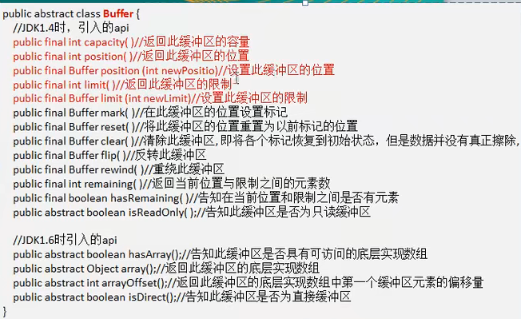 public abstract class Buffer {
//JDK1.4时，引入的api
public final int capacity( )//返回此缓冲区的容量
public final int position( )//返回此缓冲区的位置
public final Buffer position (int newPositio)//设置此缓冲区的位置
public final int limit( )//返回此缓冲区的限制
public final Buffer limit (int newLimit)//设置此缓冲区的限制
public final Buffer mark( )//在此缓冲区的位置设置标记
public final Buffer reset( )//将此缓冲区的位置重置为以前标记的位置
public final Buffer clear( )//清除此缓冲区,即将各个标记恢复到初始状态，但是数据并没有真正擦除,
public final Buffer flip( )//反转此缓冲区
public final Buffer rewind( )//重绕此缓冲区
public final int remaining( )//返回当前位置与限制之间的元素数
public final boolean hasRemaining( )//告知在当前位置和限制之间是否有元素
public abstract boolean isReadOnly( );//告知此缓冲区是否为只读缓冲区
//JDK1.6时引入的api
public abstract boolean hasArray();//告知此缓冲区是否具有可访问的底层实现数组
public abstract Object array();//返回此缓冲区的底层实现数组
public abstract int arrayOffset();//返回此缓冲区的底层实现数组中第一个缓冲区元素的偏移量
public abstract boolean isDirect();//告知此缓冲区是否为直接缓冲区
}